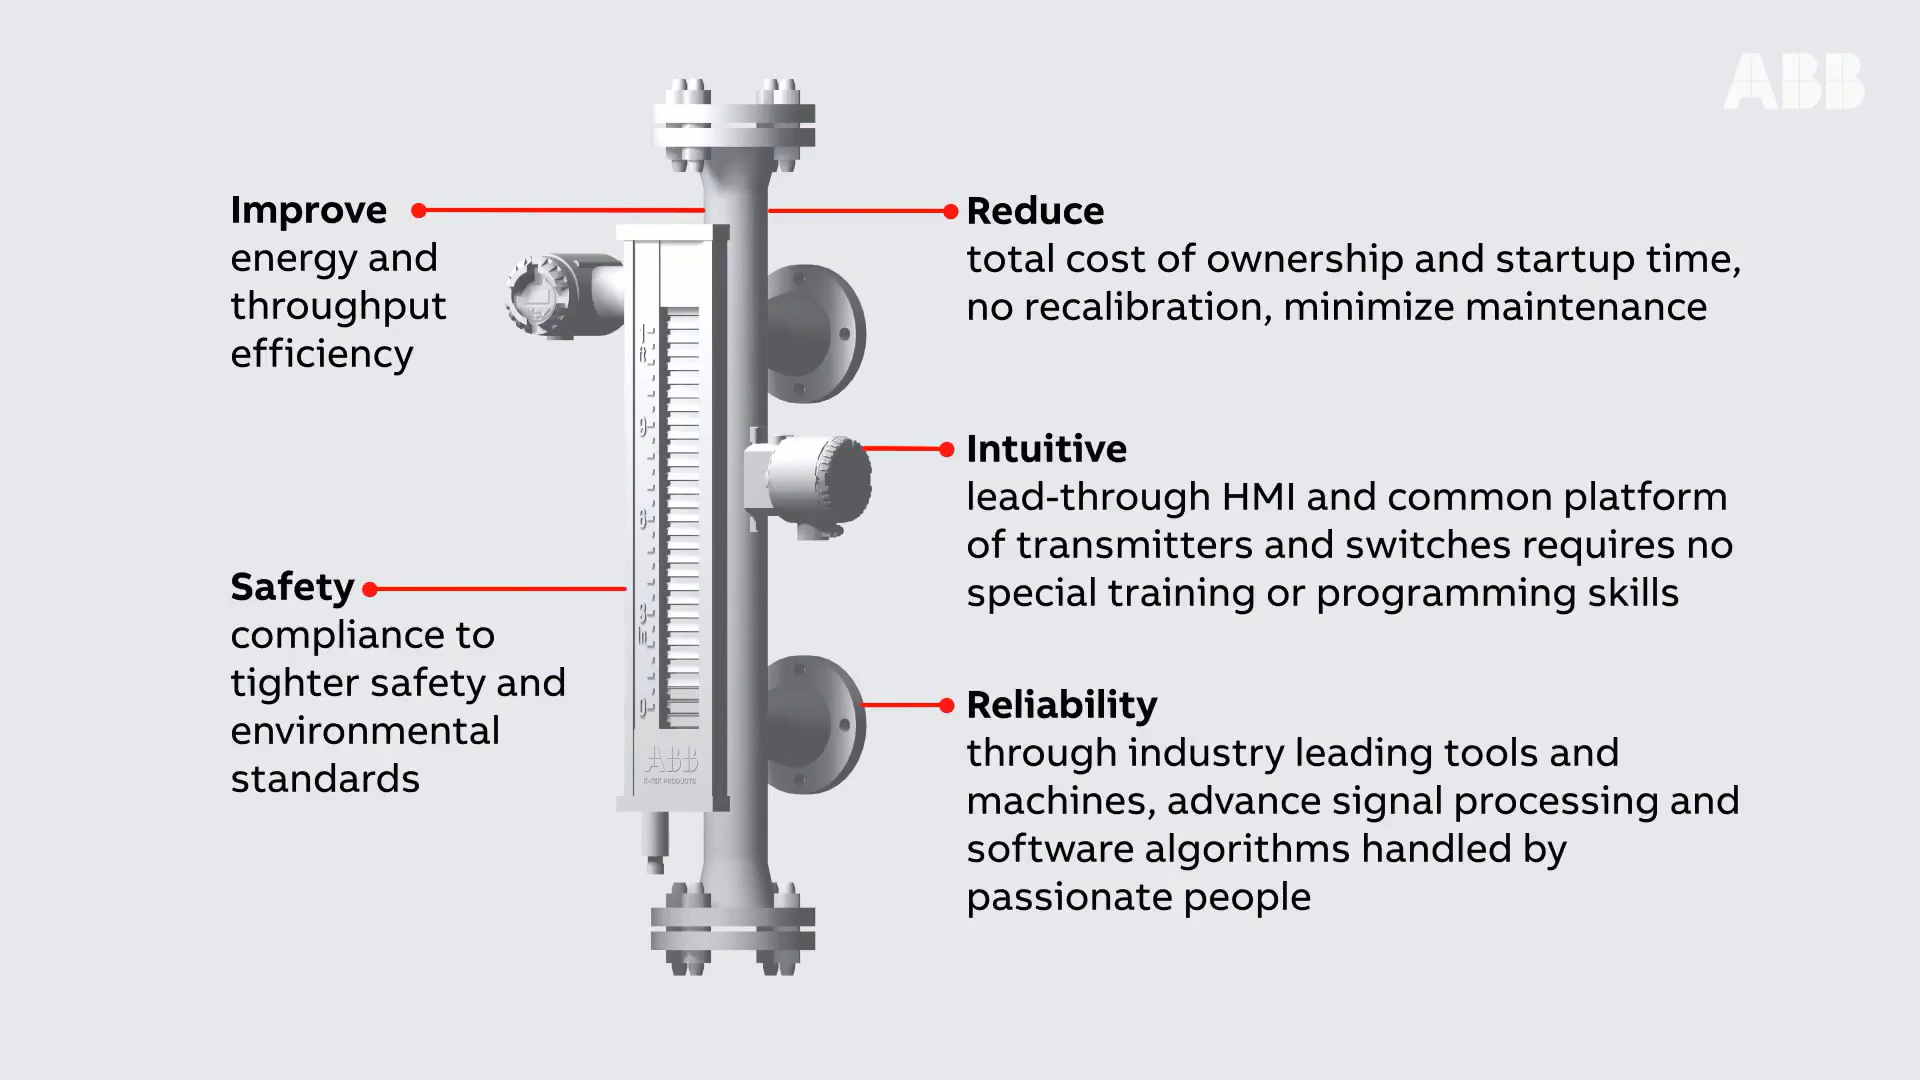 ABB
Improve
energy and
throughput
efficiency
Safety
compliance to
tighter safety and
environmental
standards
Reduce
total cost of ownership and startup time,
no recalibration, minimize maintenance
Intuitive
lead-through HMI and common platform
of transmitters and switches requires no
special training or programming skills
Reliability
through industry leading tools and
machines, advance signal processing and
software algorithms handled by
passionate people
ABB
K-TEK PRODUCTS